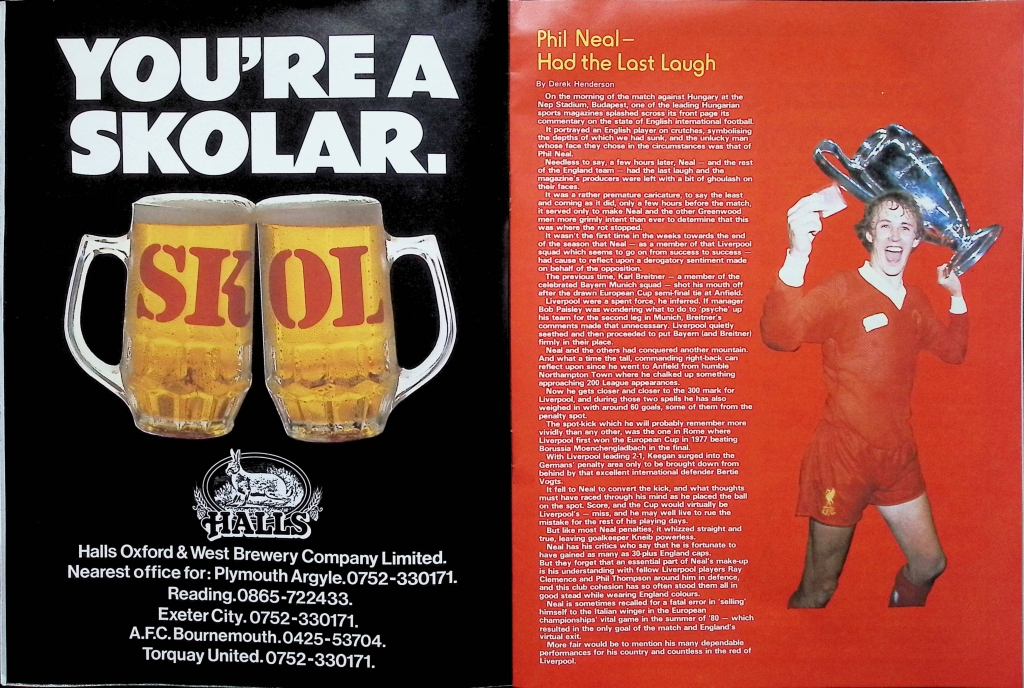 YOU'RE A
SKOLAR.
SKOL
HALLS
Halls Oxford & West Brewery Company Limited.
Nearest office for: Plymouth Argyle. 0752-330171.
Reading. 0865-722433.
Exeter City. 0752-330171.
A.F.C. Bournemouth. 0425-53704.
Torquay United. 0752-330171.
Phil Neal –
Had the Last Laugh
By Derek Henderson
On the morning of the match against Hungary at the
Nep Stadium, Budapest, one of the leading Hungarian
sports magazines splashed across its front page its
commentary on the state of English international football.
It portrayed an English player on crutches, symbolising
the depths of which we had sunk, and the unlucky man
whose face they chose in the circumstances was that of
Phil Neal.
Needless to say, a few hours later, Neal — and the rest
of the England team — had the last laugh and the
magazine's producers were left with a bit of ghoulash on
their faces.
It was a rather premature caricature, to say the least
and coming as it did, only a few hours before the match,
it served only to make Neal and the other Greenwood
men more grimly intent than ever to determine that this
was where the rot stopped.
It wasn't the first time in the weeks towards the end
of the season that Neal — as a member of that Liverpool
squad which seems to go on from success to success —
had cause to reflect upon a derogatory sentiment made
on behalf of the opposition.
The previous time, Karl Breitner — a member of the
celebrated Bayern Munich squad — shot his mouth off
after the drawn European Cup semi-final tie at Anfield.
Liverpool were a spent force, he inferred. If manager
Bob Paisley was wondering what to do to 'psyche' up
his team for the second leg in Munich, Breitner's
comments made that unnecessary. Liverpool quietly
seethed and then proceeded to put Bayern (and Breitner)
firmly in their place.
Neal and the others had conquered another mountain.
And what a time the tall, commanding right-back can
reflect upon since he went to Anfield from humble
Northampton Town where he chalked up something
approaching 200 League appearances.
Now he gets closer and closer to the 300 mark for
Liverpool, and during those two spells he has also
weighed in with around 60 goals, some of them from the
penalty spot.
The spot-kick which he will probably remember more
vividly than any other, was the one in Rome where
Liverpool first won the European Cup in 1977 beating
Borussia Moenchengladbach in the final.
With Liverpool leading 2-1, Keegan surged into the
Germans' penalty area only to be brought down from
behind by that excellent international defender Bertie
Vogts.
It fell to Neal to convert the kick, and what thoughts
must have raced through his mind as he placed the ball
on the spot. Score, and the Cup would virtually be
Liverpool's — miss, and he may well live to rue the
mistake for the rest of his playing days.
But like most Neal penalties, it whizzed straight and
true, leaving goalkeeper Kneib powerless.
Neal has his critics who say that he is fortunate to
have gained as many as 30-plus England caps.
But they forget that an essential part of Neal's make-up
is his understanding with fellow Liverpool players Ray
Clemence and Phil Thompson around him in defence,
and this club cohesion has so often stood them all in
good stead while wearing England colours.
Neal is sometimes recalled for a fatal error in 'selling'
himself to the Italian winger in the European
championships' vital game in the summer of '80 — which
resulted in the only goal of the match and England's
virtual exit.
More fair would be to mention his many dependable
performances for his country and countless in the red of
Liverpool.